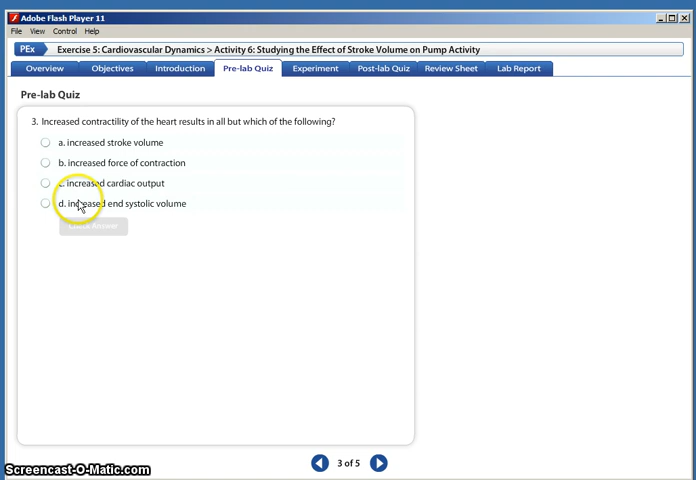 Adobe Flash Player 11
File View Control Help
PEx Exercise 5: Cardiovascular Dynamics > Activity 6: Studying the Effect of Stroke Volume on Pump Activity
Overview Objectives Introduction Pre-lab Quiz Experiment Post-lab Quiz Review Sheet Lab Report
Pre-lab Quiz
3. Increased contractility of the heart results in all but which of the following?
a. increased stroke volume
b. increased force of contraction
c. increased cardiac output
d. increased end systolic volume
Check Answer
3 of 5
Screencast-O-Matic.com